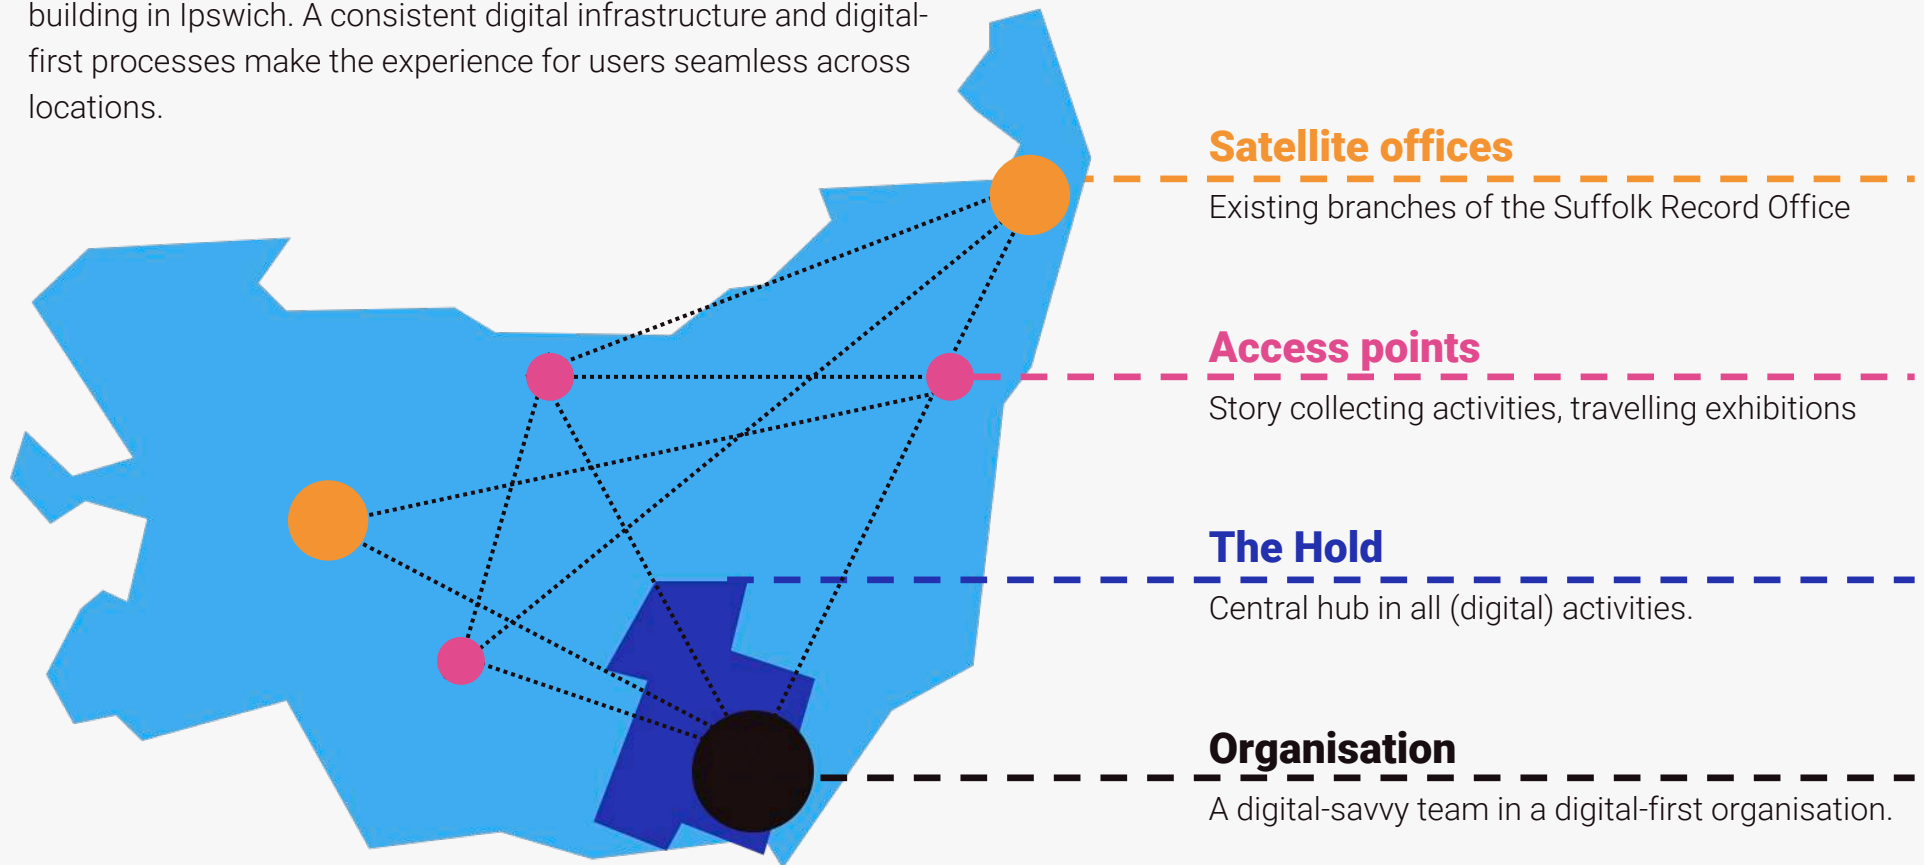 building in Ipswich. A consistent digital infrastructure and digital-
first processes make the experience for users seamless across
locations.
Satellite offices
Existing branches of the Suffolk Record Office
Access points
Story collecting activities, travelling exhibitions
The Hold
Central hub in all (digital) activities.
Organisation
A digital-savvy team in a digital-first organisation.